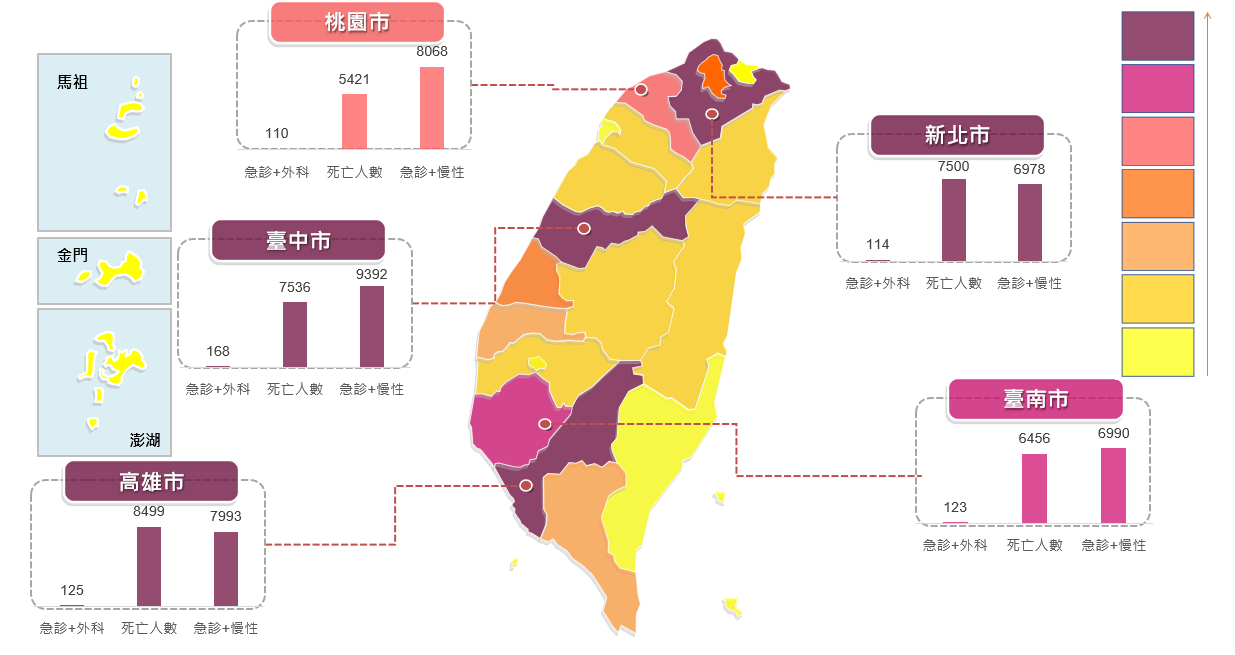 桃園市
8068
5421
110
急診+外科 死亡人數 急診+慢性
馬祖
金門
澎湖
新北市
7500
6978
114
急診+外科 死亡人數 急診+慢性
臺中市
9392
7536
168
急診+外科 死亡人數 急診+慢性
臺南市
6990
6456
123
急診+外科 死亡人數 急診+慢性
高雄市
8499
7993
125
急診+外科 死亡人數 急診+慢性